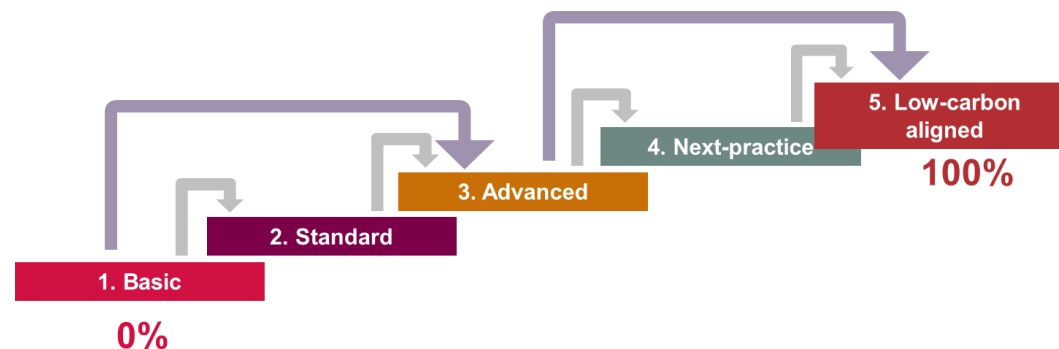 5. Low-carbon
aligned
100%
4. Next-practice
3. Advanced
2. Standard
1. Basic
0%